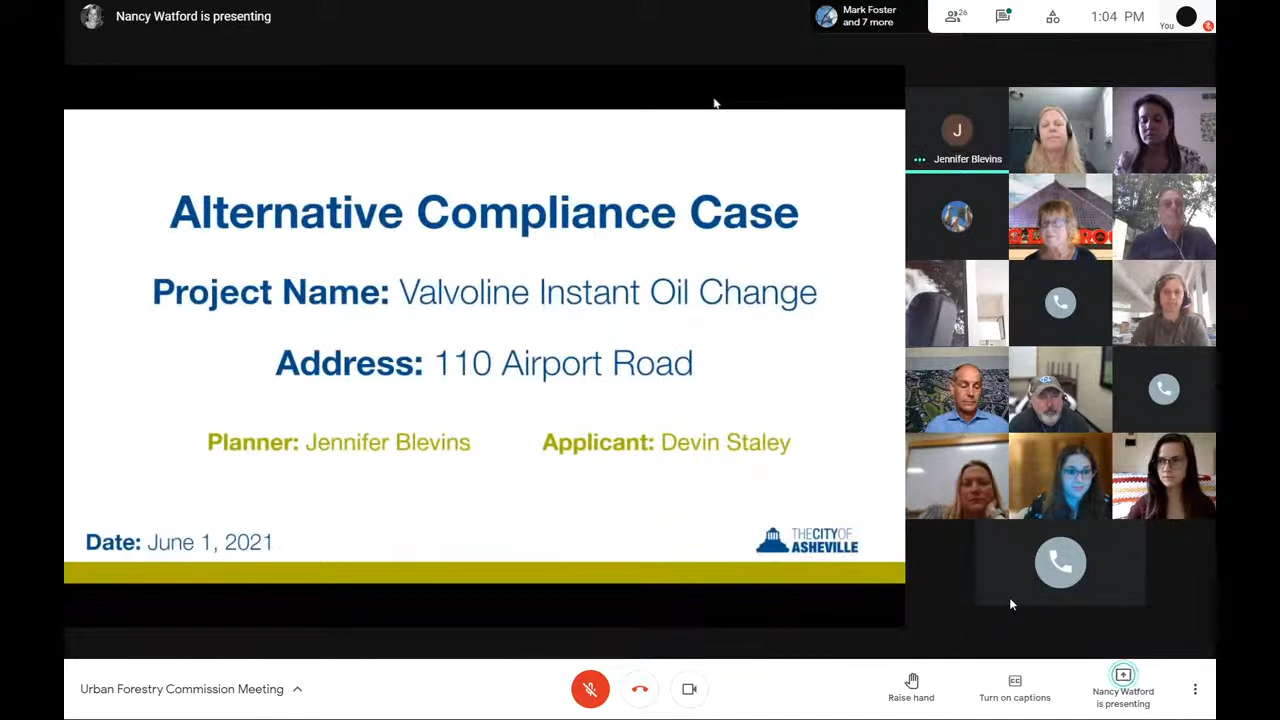 Nancy Watford is presenting
Mark Foster
and 7 more
26
1:04 PM
You
J
Jennifer Blevins
Alternative Compliance Case
Project Name: Valvoline Instant Oil Change
Address: 110 Airport Road
Planner: Jennifer Blevins
Applicant: Devin Staley
Date: June 1, 2021
THE CITY OF
ASHEVILLE
Urban Forestry Commission Meeting
Raise hand
Turn on captions
Nancy Watford
is presenting